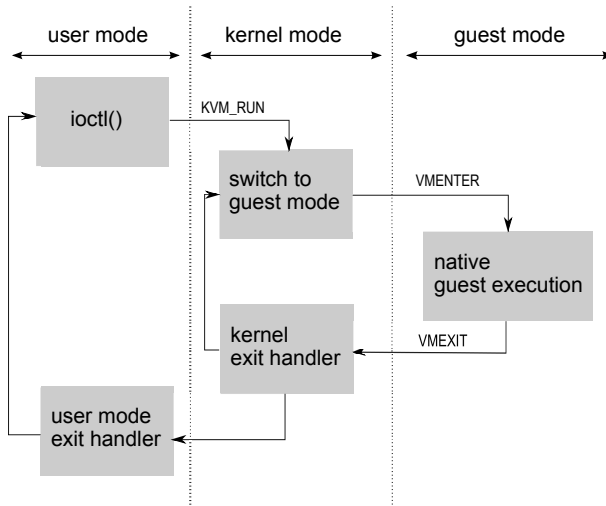 user mode
kernel mode
guest mode
ioctl()
KVM_RUN
switch to
guest mode
VMENTER
native
guest execution
kernel
exit handler
VMEXIT
user mode
exit handler